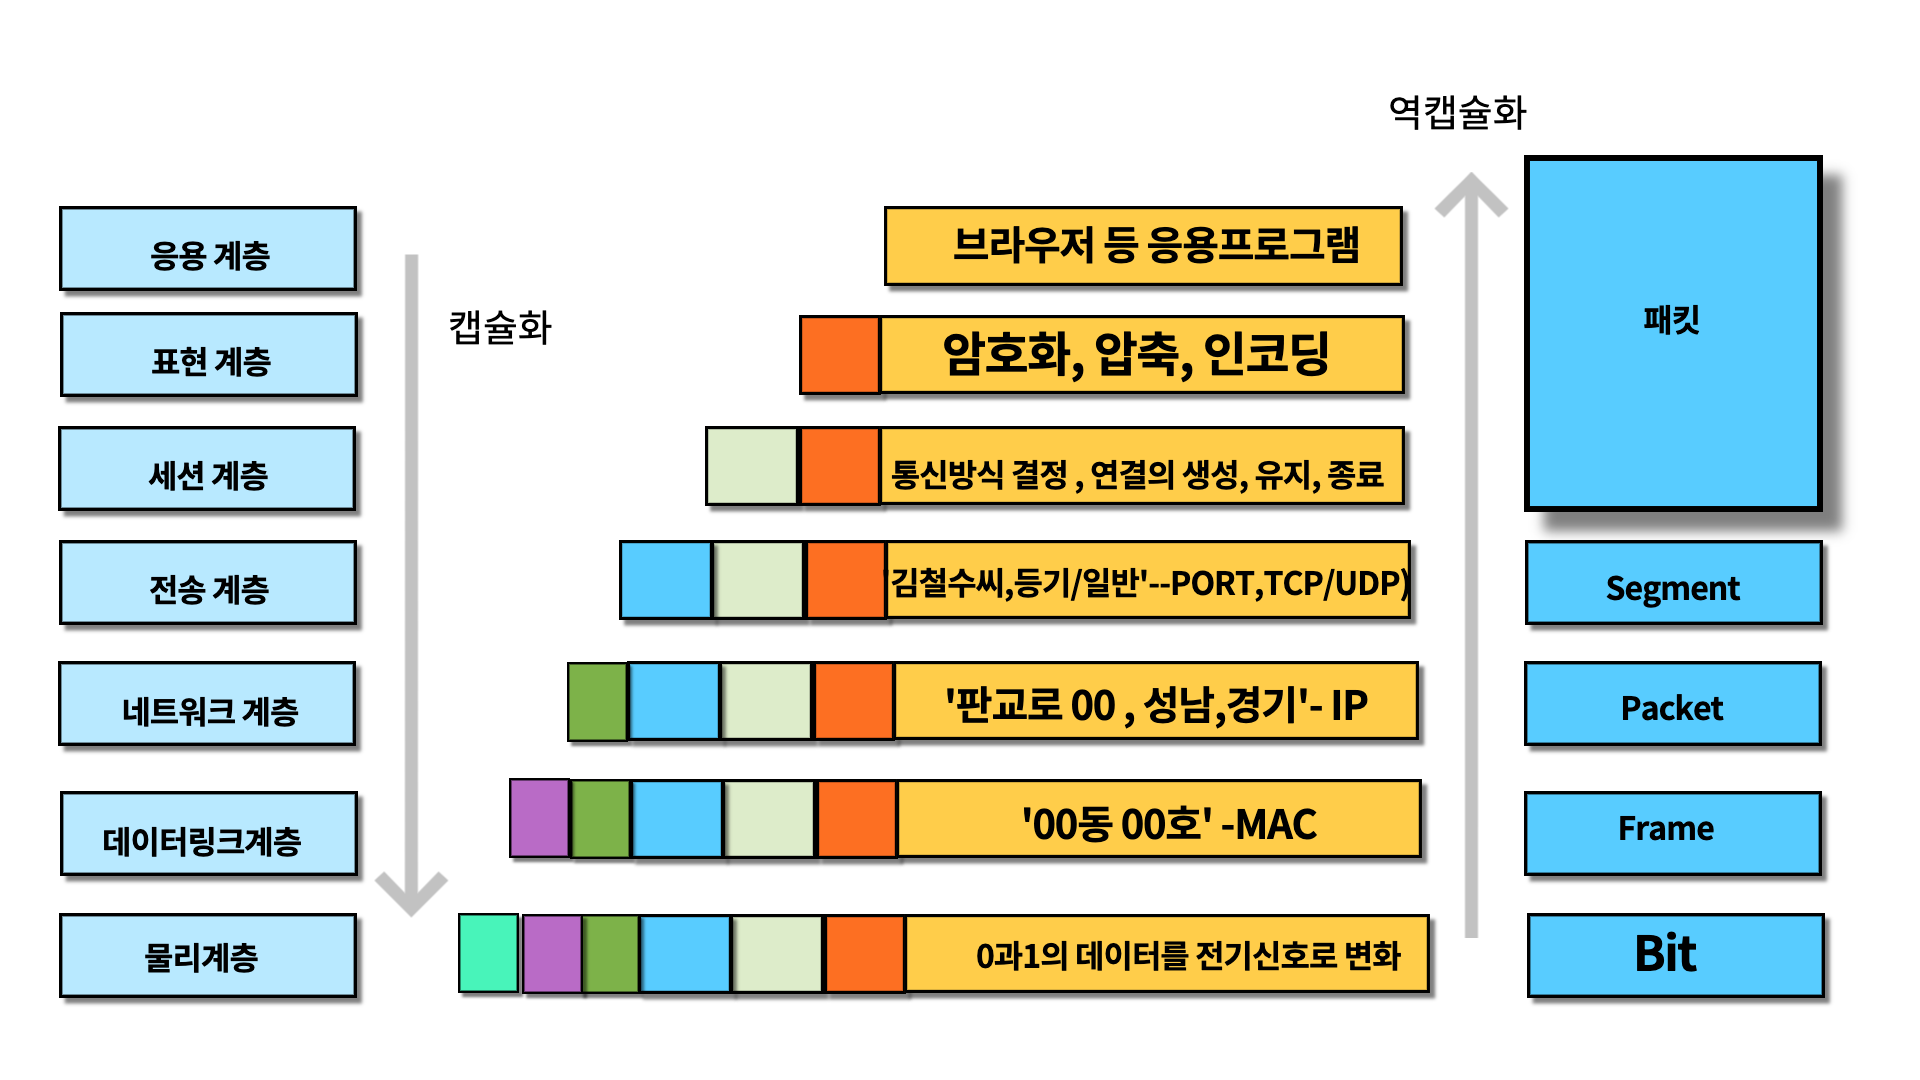 역캡슐화
응용 계층
브라우저 등 응용프로그램
캡슐화
패킷
표현 계층
암호화, 압축, 인코딩
세션 계층
통신방식 결정 , 연결의 생성, 유지, 종료
전송 계층
'김철수씨,등기/일반'--PORT,TCP/UDP)
Segment
네트워크 계층
'판교로 00 , 성남,경기'- IP
Packet
데이터링크계층
'00동 00호' -MAC
Frame
물리계층
0과1의 데이터를 전기신호로 변화
Bit